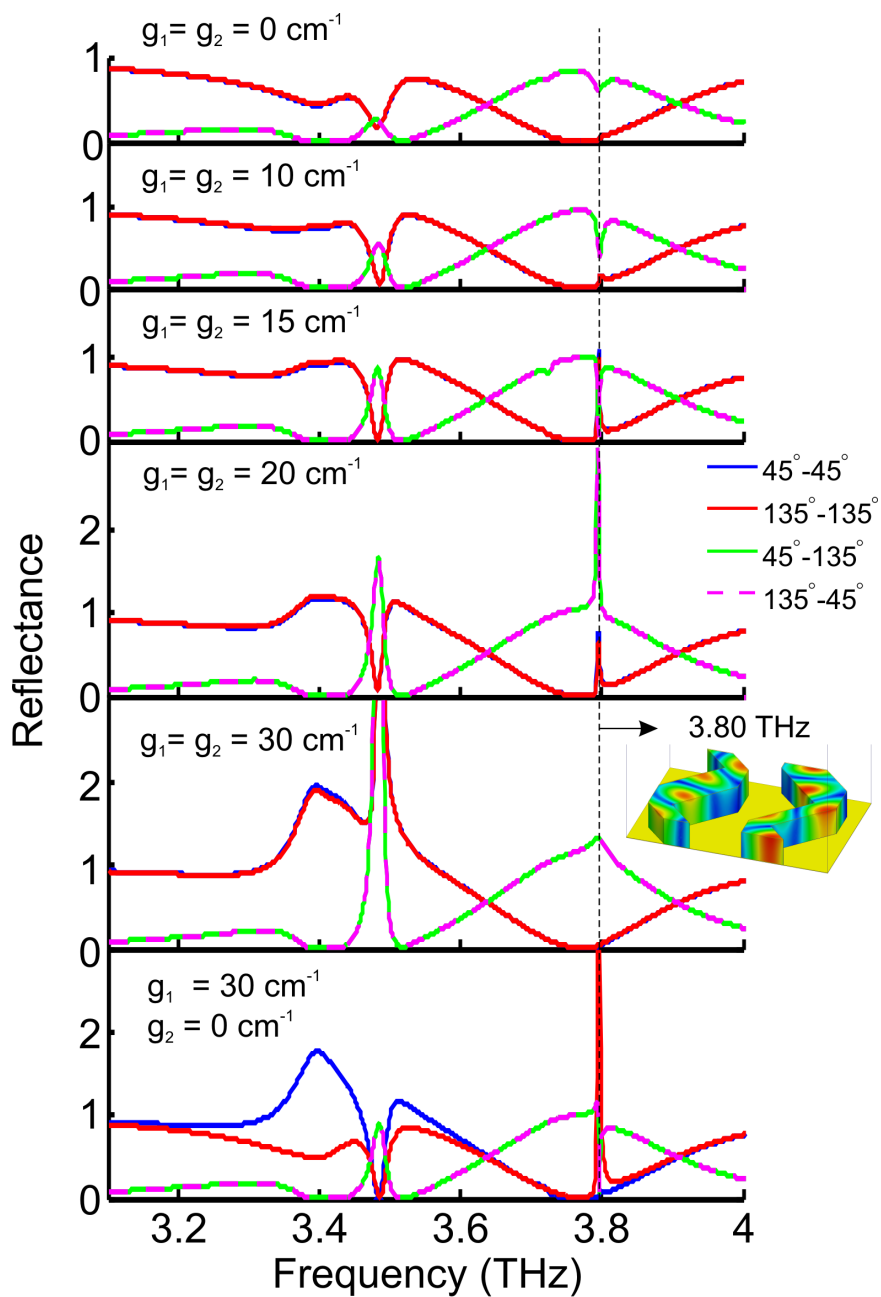 g₁= g₂ = 0 cm⁻¹
1
0
g₁= g₂ = 10 cm⁻¹
1
0
g₁= g₂ = 15 cm⁻¹
1
0
g₁= g₂ = 20 cm⁻¹
2
1
0
45°-45°
135°-135°
45°-135°
135°-45°
Reflectance
g₁= g₂ = 30 cm⁻¹
3.80 THz
2
1
0
g₁ = 30 cm⁻¹
g₂ = 0 cm⁻¹
2
1
0
3.2 3.4 3.6 3.8 4
Frequency (THz)